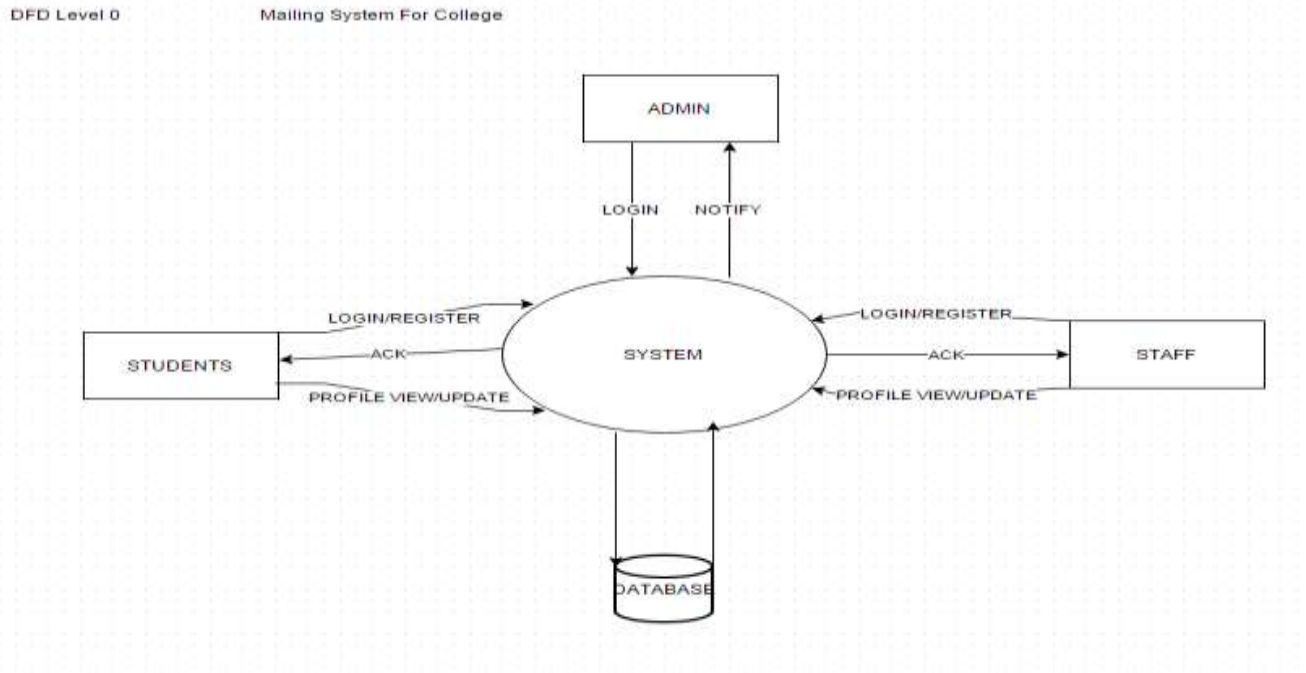 DFD Level 0 Mailing System For College
ADMIN
LOGIN NOTIFY
LOGIN/REGISTER
LOGIN/REGISTER
STUDENTS
ACK
SYSTEM
ACK
STAFF
PROFILE VIEW/UPDATE
PROFILE VIEW/UPDATE
DATABASE